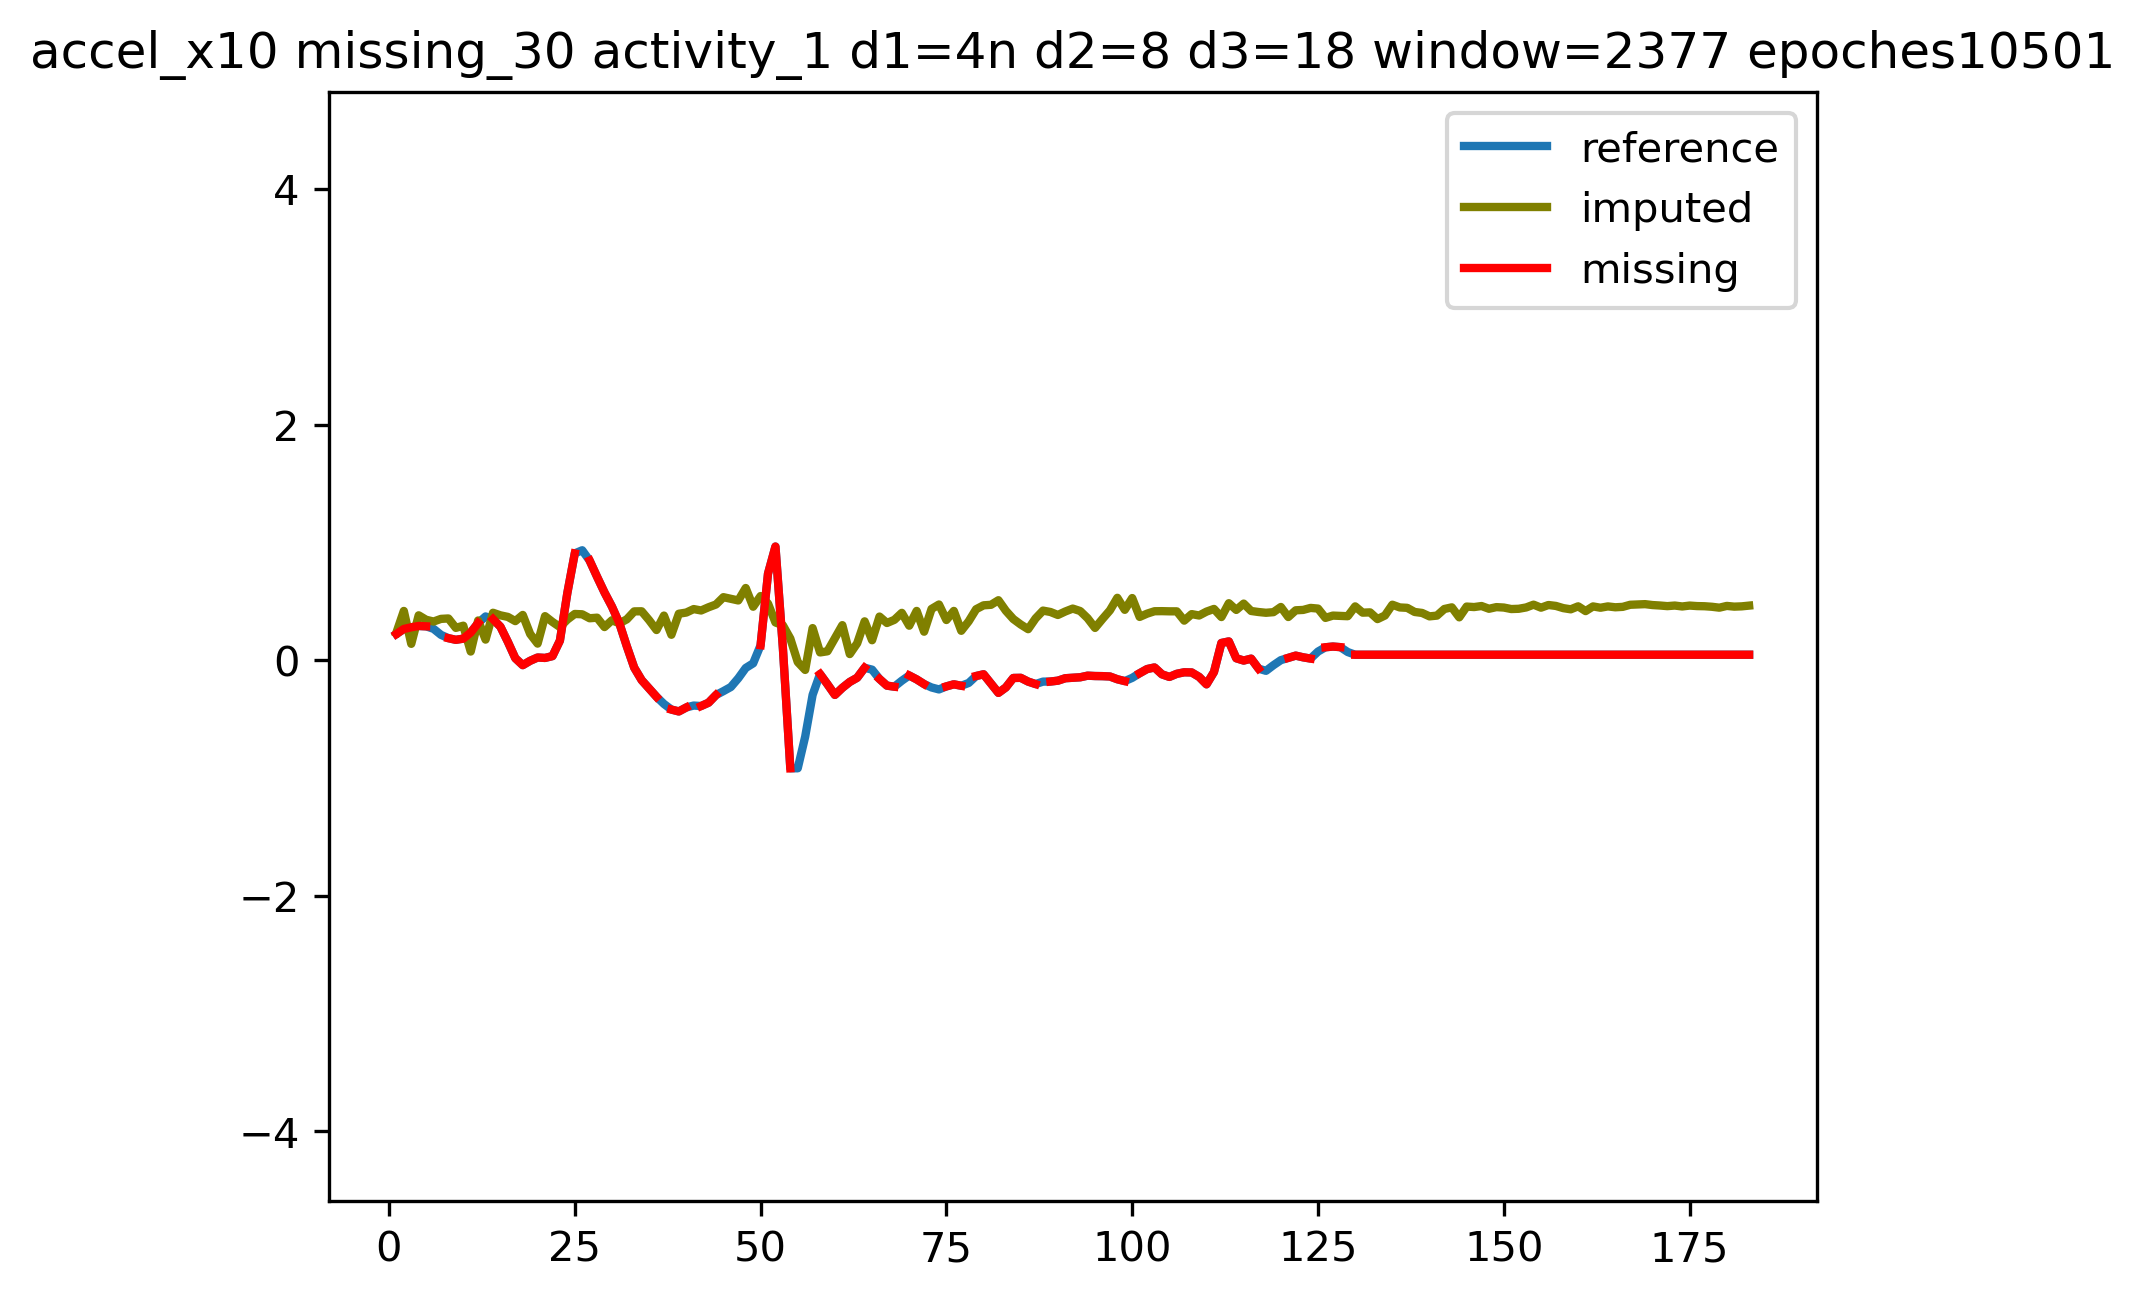 accel_x10 missing_30 activity_1 d1=4n d2=8 d3=18 window=2377 epoches10501
reference
imputed
missing
4
2
0
−2
−4
0 25 50 75 100 125 150 175